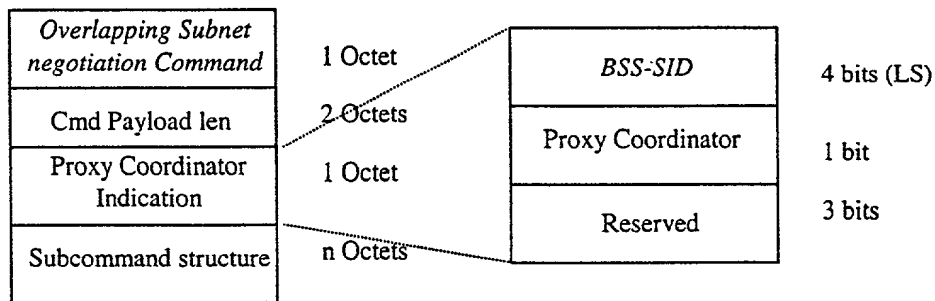 Overlapping Subnet
negotiation Command
1 Octet
Cmd Payload len
2 Octets
Proxy Coordinator
Indication
1 Octet
Subcommand structure
n Octets
BSS-SID
4 bits (LS)
Proxy Coordinator
1 bit
Reserved
3 bits